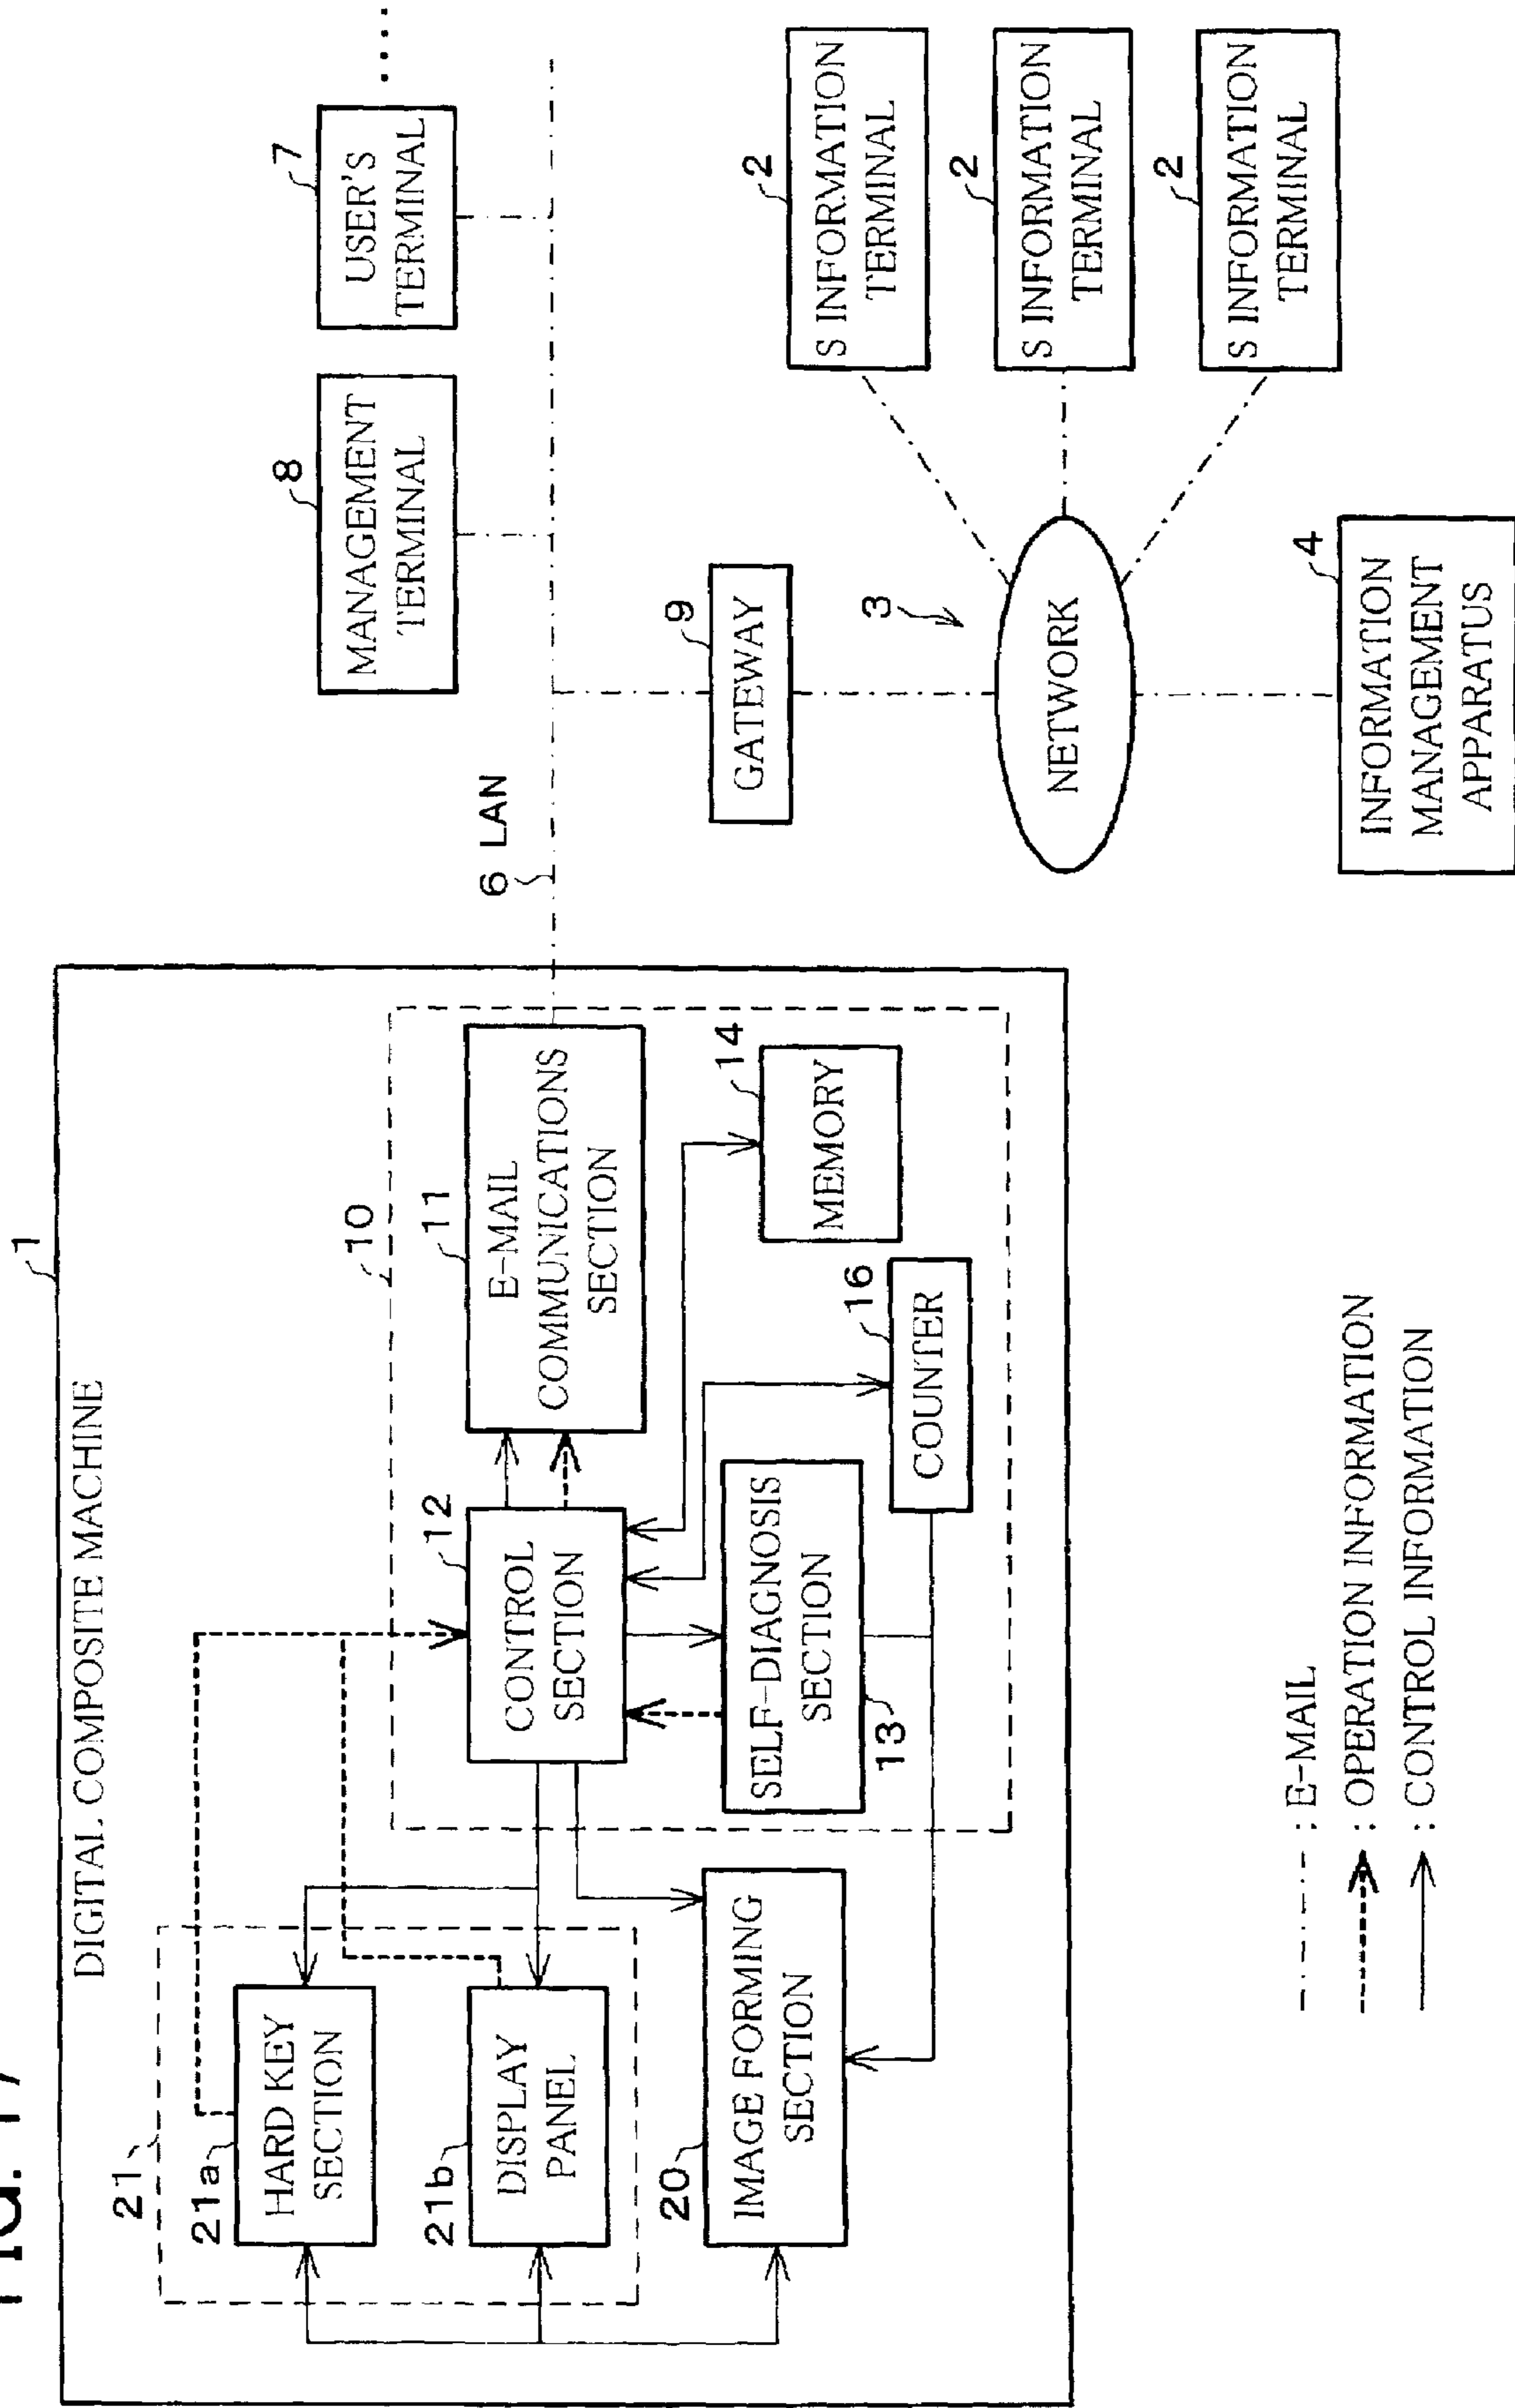 FIG. 17
DIGITAL COMPOSITE MACHINE
1
21
21a
HARD KEY
SECTION
21b
DISPLAY
PANEL
20
IMAGE FORMING
SECTION
10
12
CONTROL
SECTION
11
E-MAIL
COMMUNICATIONS
SECTION
SELF-DIAGNOSIS
SECTION
13
14
MEMORY
16
COUNTER
6 LAN
8
MANAGEMENT
TERMINAL
7
USER'S
TERMINAL
....
9
GATEWAY
3
NETWORK
2
S INFORMATION
TERMINAL
2
S INFORMATION
TERMINAL
2
S INFORMATION
TERMINAL
4
INFORMATION
MANAGEMENT
APPARATUS
: E-MAIL
: OPERATION INFORMATION
: CONTROL INFORMATION